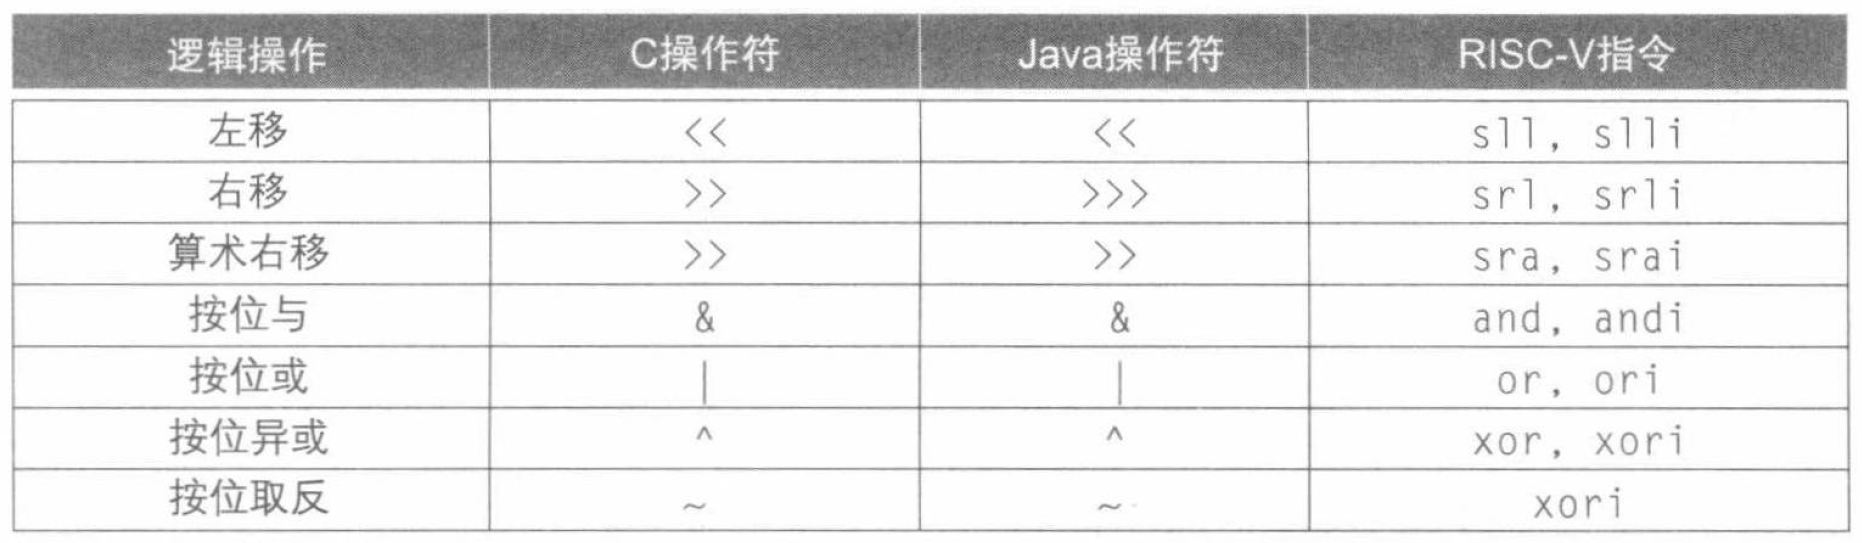 逻辑操作 C操作符 Java操作符 RISC-V指令
左移 << << sll, slli
右移 >> >>> srl, srli
算术右移 >> >> sra, srai
按位与 & & and, andi
按位或 | | or, ori
按位异或 ^ ^ xor, xori
按位取反 ~ ~ xori